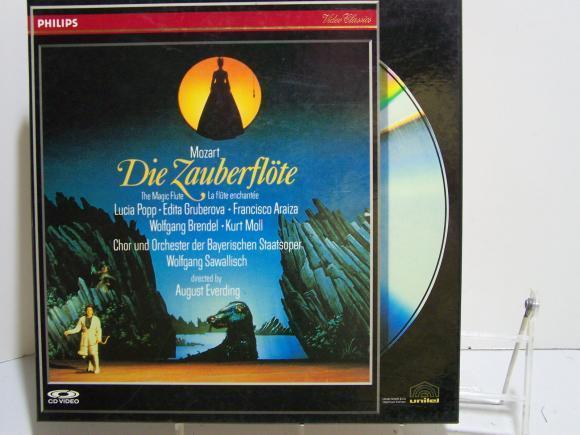 PHILIPS
Video Classics
Mozart
Die Zauberflöte
The Magic Flute La flûte enchantée
Lucia Popp · Edita Gruberova · Francisco Araiza
Wolfgang Brendel · Kurt Moll
Chor und Orchester der Bayerischen Staatsoper
Wolfgang Sawallisch
directed by
August Everding
CD VIDEO
unitel